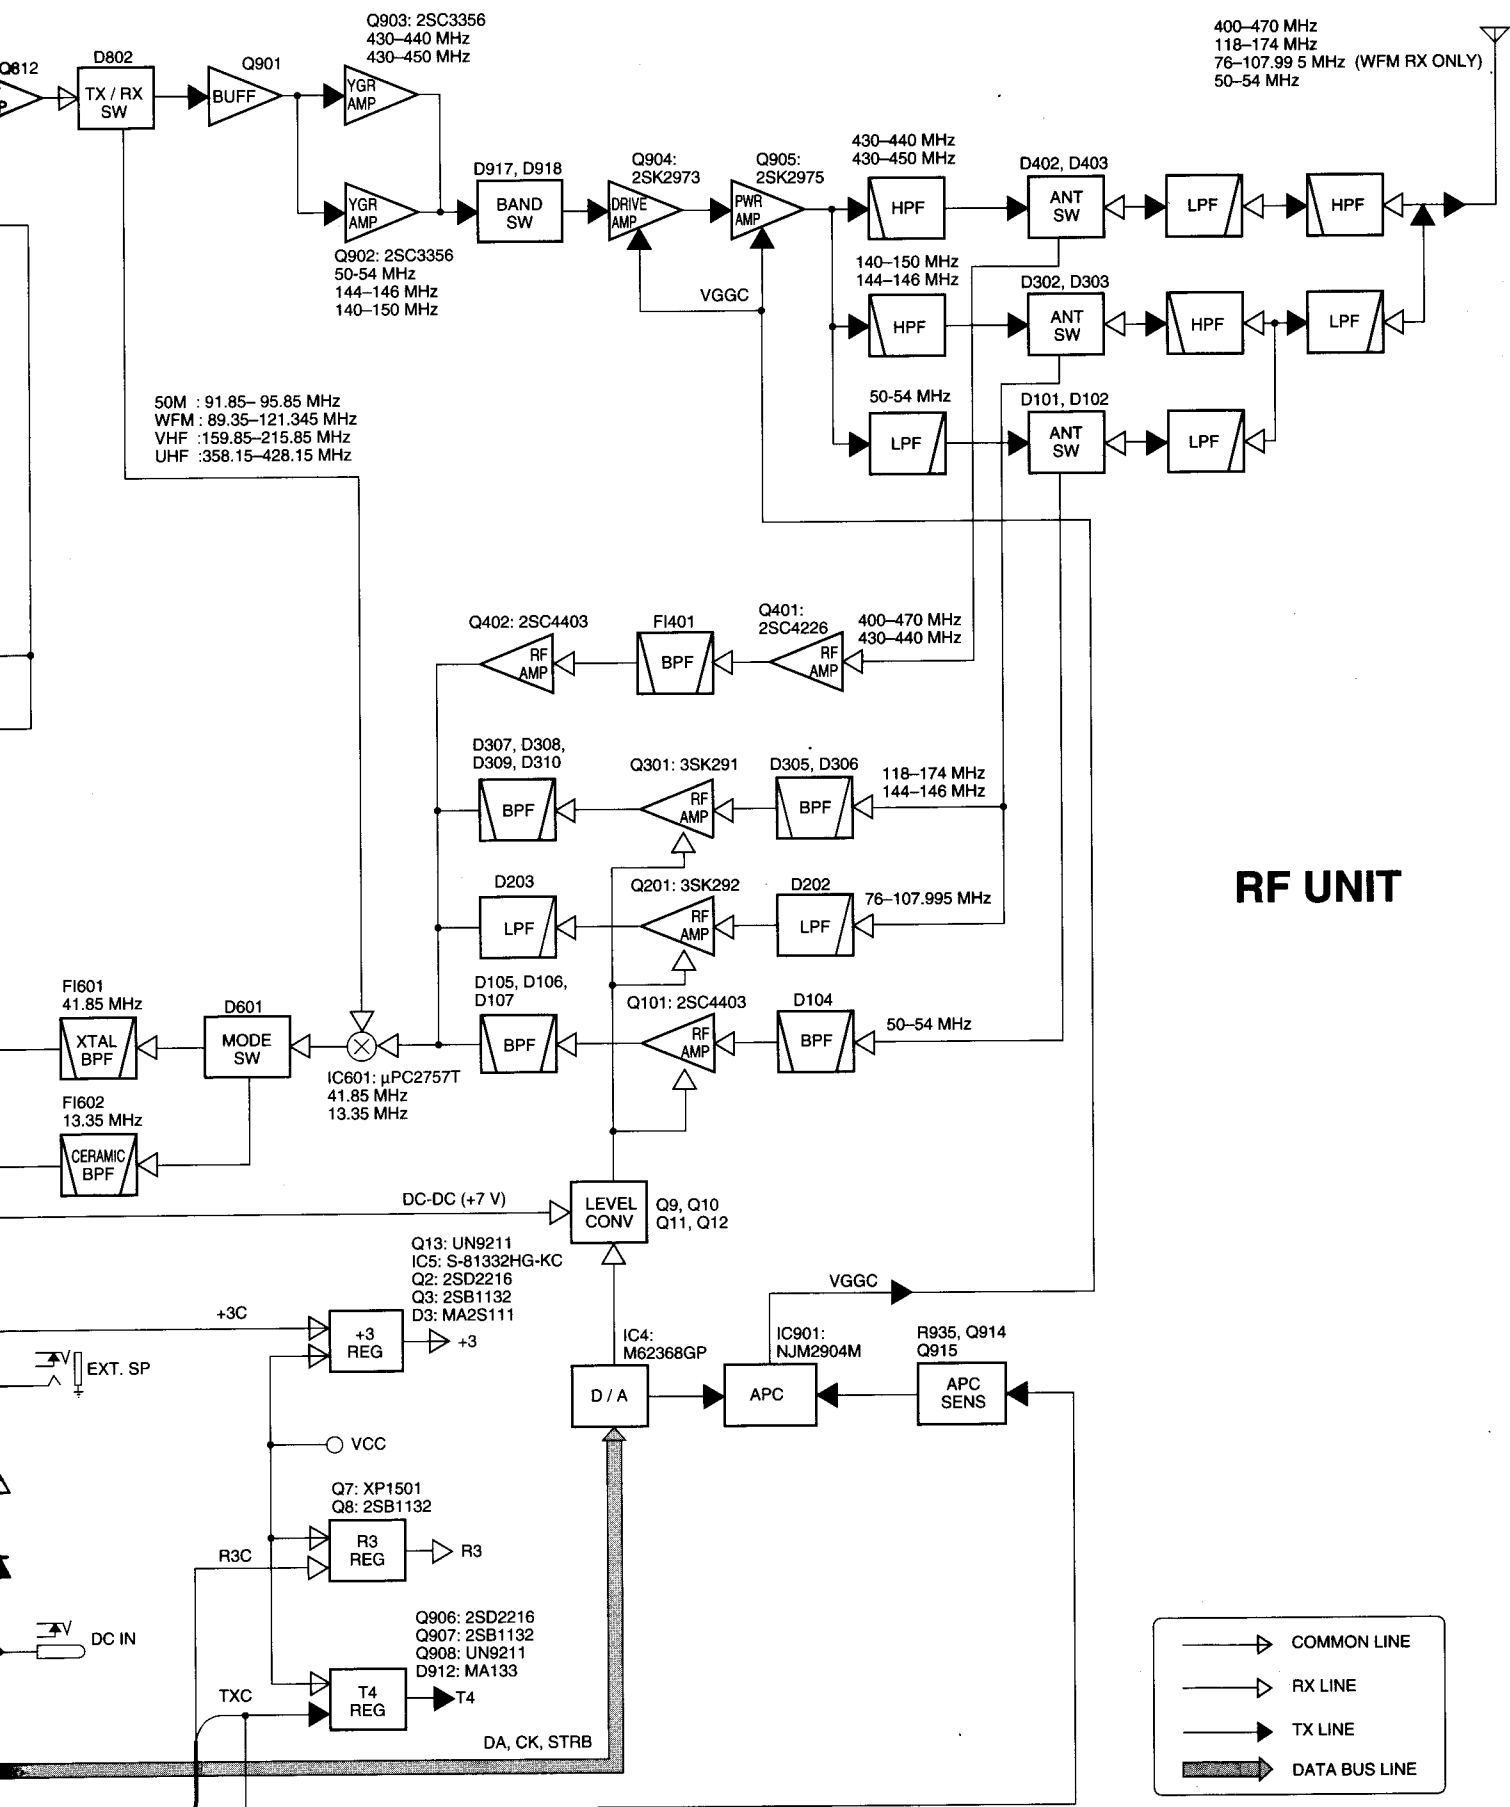 Q903: 2SC3356
430–440 MHz
430–450 MHz
400–470 MHz
118–174 MHz
76–107.99 5 MHz (WFM RX ONLY)
50–54 MHz
Q812
P
D802
TX / RX
SW
Q901
BUFF
YGR
AMP
YGR
AMP
Q902: 2SC3356
50-54 MHz
144–146 MHz
140–150 MHz
D917, D918
BAND
SW
Q904:
2SK2973
DRIVE
AMP
Q905:
2SK2975
PWR
AMP
VGGC
430–440 MHz
430–450 MHz
HPF
D402, D403
ANT
SW
LPF
HPF
140–150 MHz
144–146 MHz
HPF
D302, D303
ANT
SW
HPF
LPF
50-54 MHz
LPF
D101, D102
ANT
SW
LPF
50M : 91.85– 95.85 MHz
WFM : 89.35–121.345 MHz
VHF :159.85–215.85 MHz
UHF :358.15–428.15 MHz
Q402: 2SC4403
RF
AMP
FI401
BPF
Q401:
2SC4226
RF
AMP
400–470 MHz
430–440 MHz
D307, D308,
D309, D310
BPF
Q301: 3SK291
RF
AMP
D305, D306
BPF
118–174 MHz
144–146 MHz
D203
LPF
Q201: 3SK292
RF
AMP
D202
LPF
76–107.995 MHz
RF UNIT
D105, D106,
D107
BPF
Q101: 2SC4403
RF
AMP
D104
BPF
50–54 MHz
FI601
41.85 MHz
XTAL
BPF
D601
MODE
SW
IC601: µPC2757T
41.85 MHz
13.35 MHz
FI602
13.35 MHz
CERAMIC
BPF
DC-DC (+7 V)
LEVEL
CONV
Q9, Q10
Q11, Q12
Q13: UN9211
IC5: S-81332HG-KC
Q2: 2SD2216
Q3: 2SB1132
D3: MA2S111
+3C
+3
REG
+3
EXT. SP
VGGC
IC4:
M62368GP
D / A
IC901:
NJM2904M
APC
R935, Q914
Q915
APC
SENS
VCC
Q7: XP1501
Q8: 2SB1132
R3C
R3
REG
R3
DC IN
Q906: 2SD2216
Q907: 2SB1132
Q908: UN9211
D912: MA133
TXC
T4
REG
T4
DA, CK, STRB
COMMON LINE
RX LINE
TX LINE
DATA BUS LINE